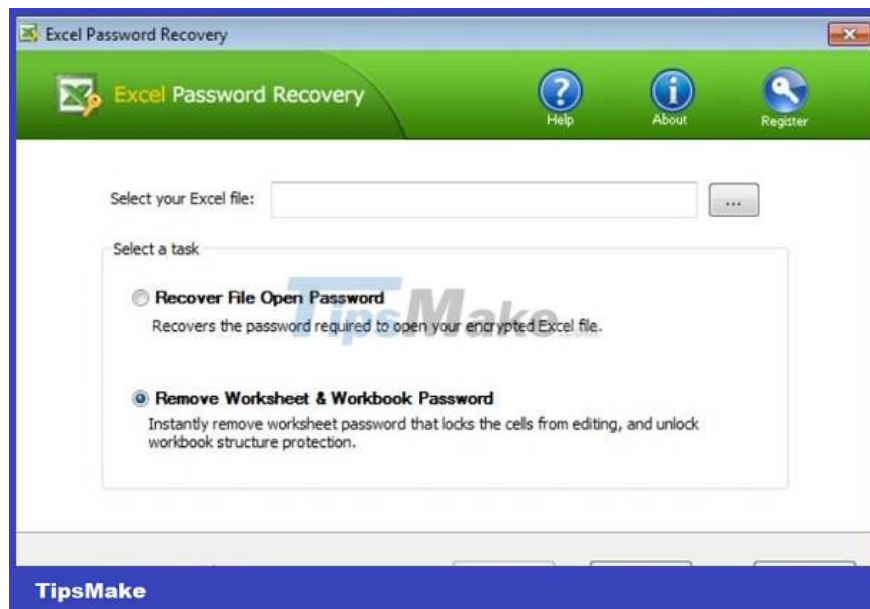 Excel Password Recovery
Excel Password Recovery
Help
About
Register
Select your Excel file:
...
Select a task
Recover File Open Password
TipsMake
Recovers the password required to open your encrypted Excel file.
Remove Worksheet & Workbook Password
Instantly remove worksheet password that locks the cells from editing, and unlock
workbook structure protection.
TipsMake